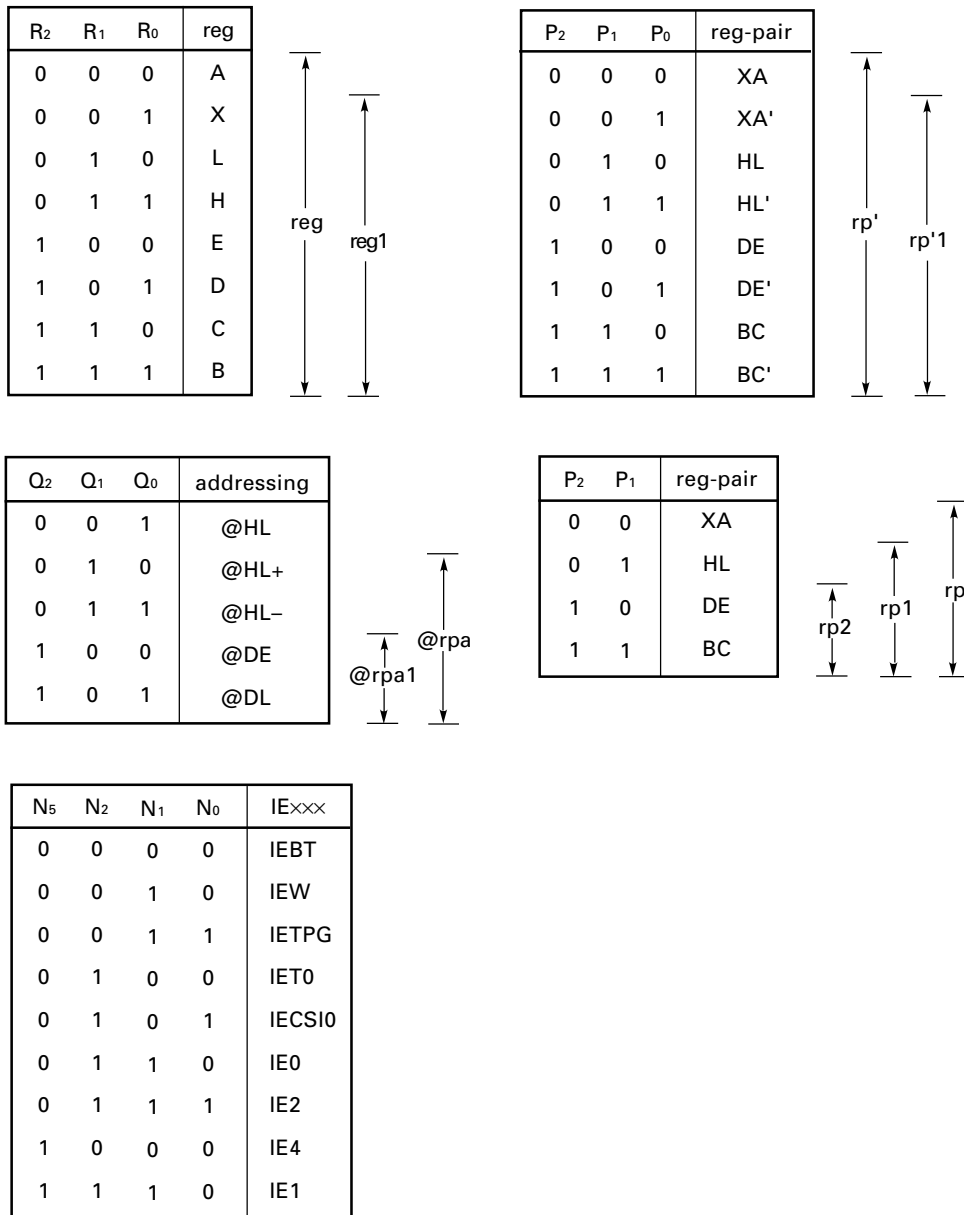 R2 R1 R0 reg
0 0 0 A
0 0 1 X
0 1 0 L
0 1 1 H
1 0 0 E
1 0 1 D
1 1 0 C
1 1 1 B
reg
reg1
P2 P1 P0 reg-pair
0 0 0 XA
0 0 1 XA'
0 1 0 HL
0 1 1 HL'
1 0 0 DE
1 0 1 DE'
1 1 0 BC
1 1 1 BC'
rp'
rp'1
Q2 Q1 Q0 addressing
0 0 1 @HL
0 1 0 @HL+
0 1 1 @HL–
1 0 0 @DE
1 0 1 @DL
@rpa1
@rpa
P2 P1 reg-pair
0 0 XA
0 1 HL
1 0 DE
1 1 BC
rp2
rp1
rp
N5 N2 N1 N0 IE×××
0 0 0 0 IEBT
0 0 1 0 IEW
0 0 1 1 IETPG
0 1 0 0 IET0
0 1 0 1 IECSI0
0 1 1 0 IE0
0 1 1 1 IE2
1 0 0 0 IE4
1 1 1 0 IE1